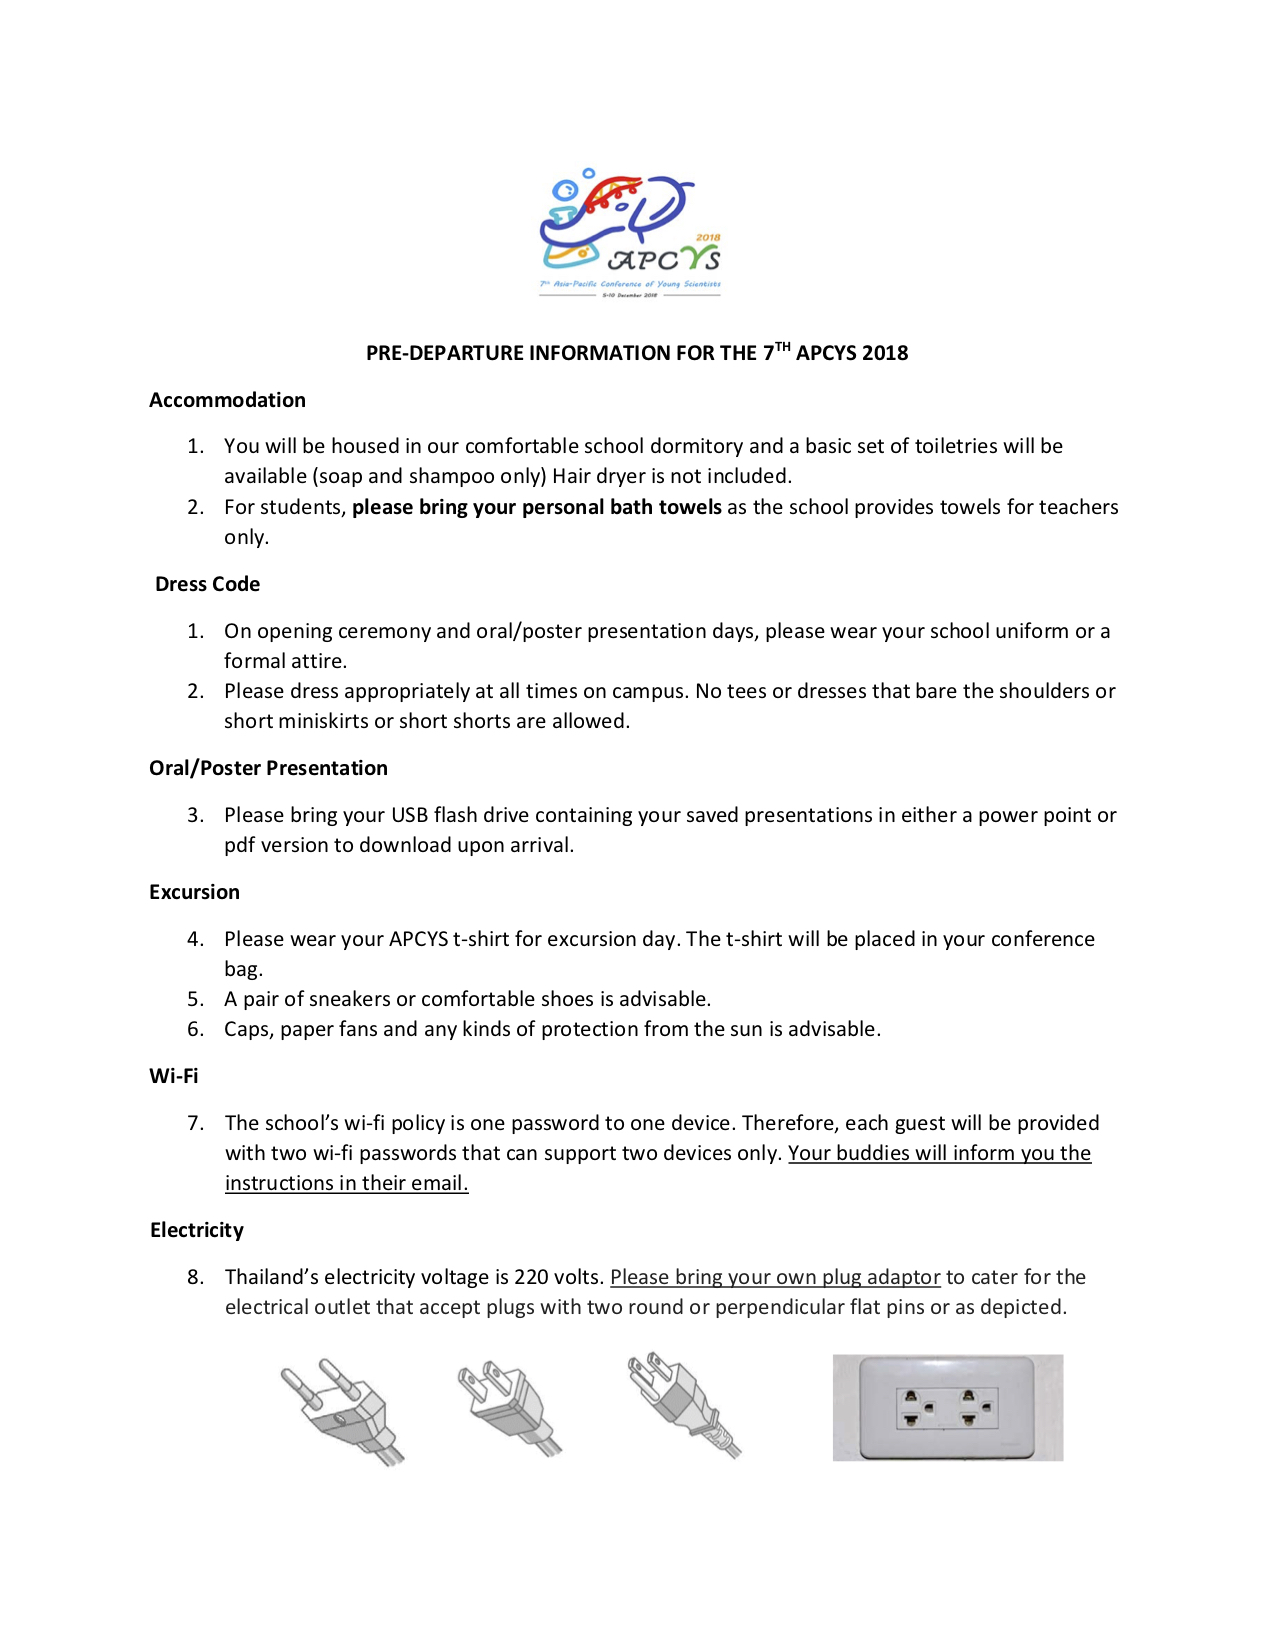 2018
APCYS
7th Asia-Pacific Conference of Young Scientists
5-10 December 2018
PRE-DEPARTURE INFORMATION FOR THE 7TH APCYS 2018
Accommodation
1. You will be housed in our comfortable school dormitory and a basic set of toiletries will be
available (soap and shampoo only) Hair dryer is not included.
2. For students, please bring your personal bath towels as the school provides towels for teachers
only.
Dress Code
1. On opening ceremony and oral/poster presentation days, please wear your school uniform or a
formal attire.
2. Please dress appropriately at all times on campus. No tees or dresses that bare the shoulders or
short miniskirts or short shorts are allowed.
Oral/Poster Presentation
3. Please bring your USB flash drive containing your saved presentations in either a power point or
pdf version to download upon arrival.
Excursion
4. Please wear your APCYS t-shirt for excursion day. The t-shirt will be placed in your conference
bag.
5. A pair of sneakers or comfortable shoes is advisable.
6. Caps, paper fans and any kinds of protection from the sun is advisable.
Wi-Fi
7. The school’s wi-fi policy is one password to one device. Therefore, each guest will be provided
with two wi-fi passwords that can support two devices only. Your buddies will inform you the
instructions in their email.
Electricity
8. Thailand’s electricity voltage is 220 volts. Please bring your own plug adaptor to cater for the
electrical outlet that accept plugs with two round or perpendicular flat pins or as depicted.